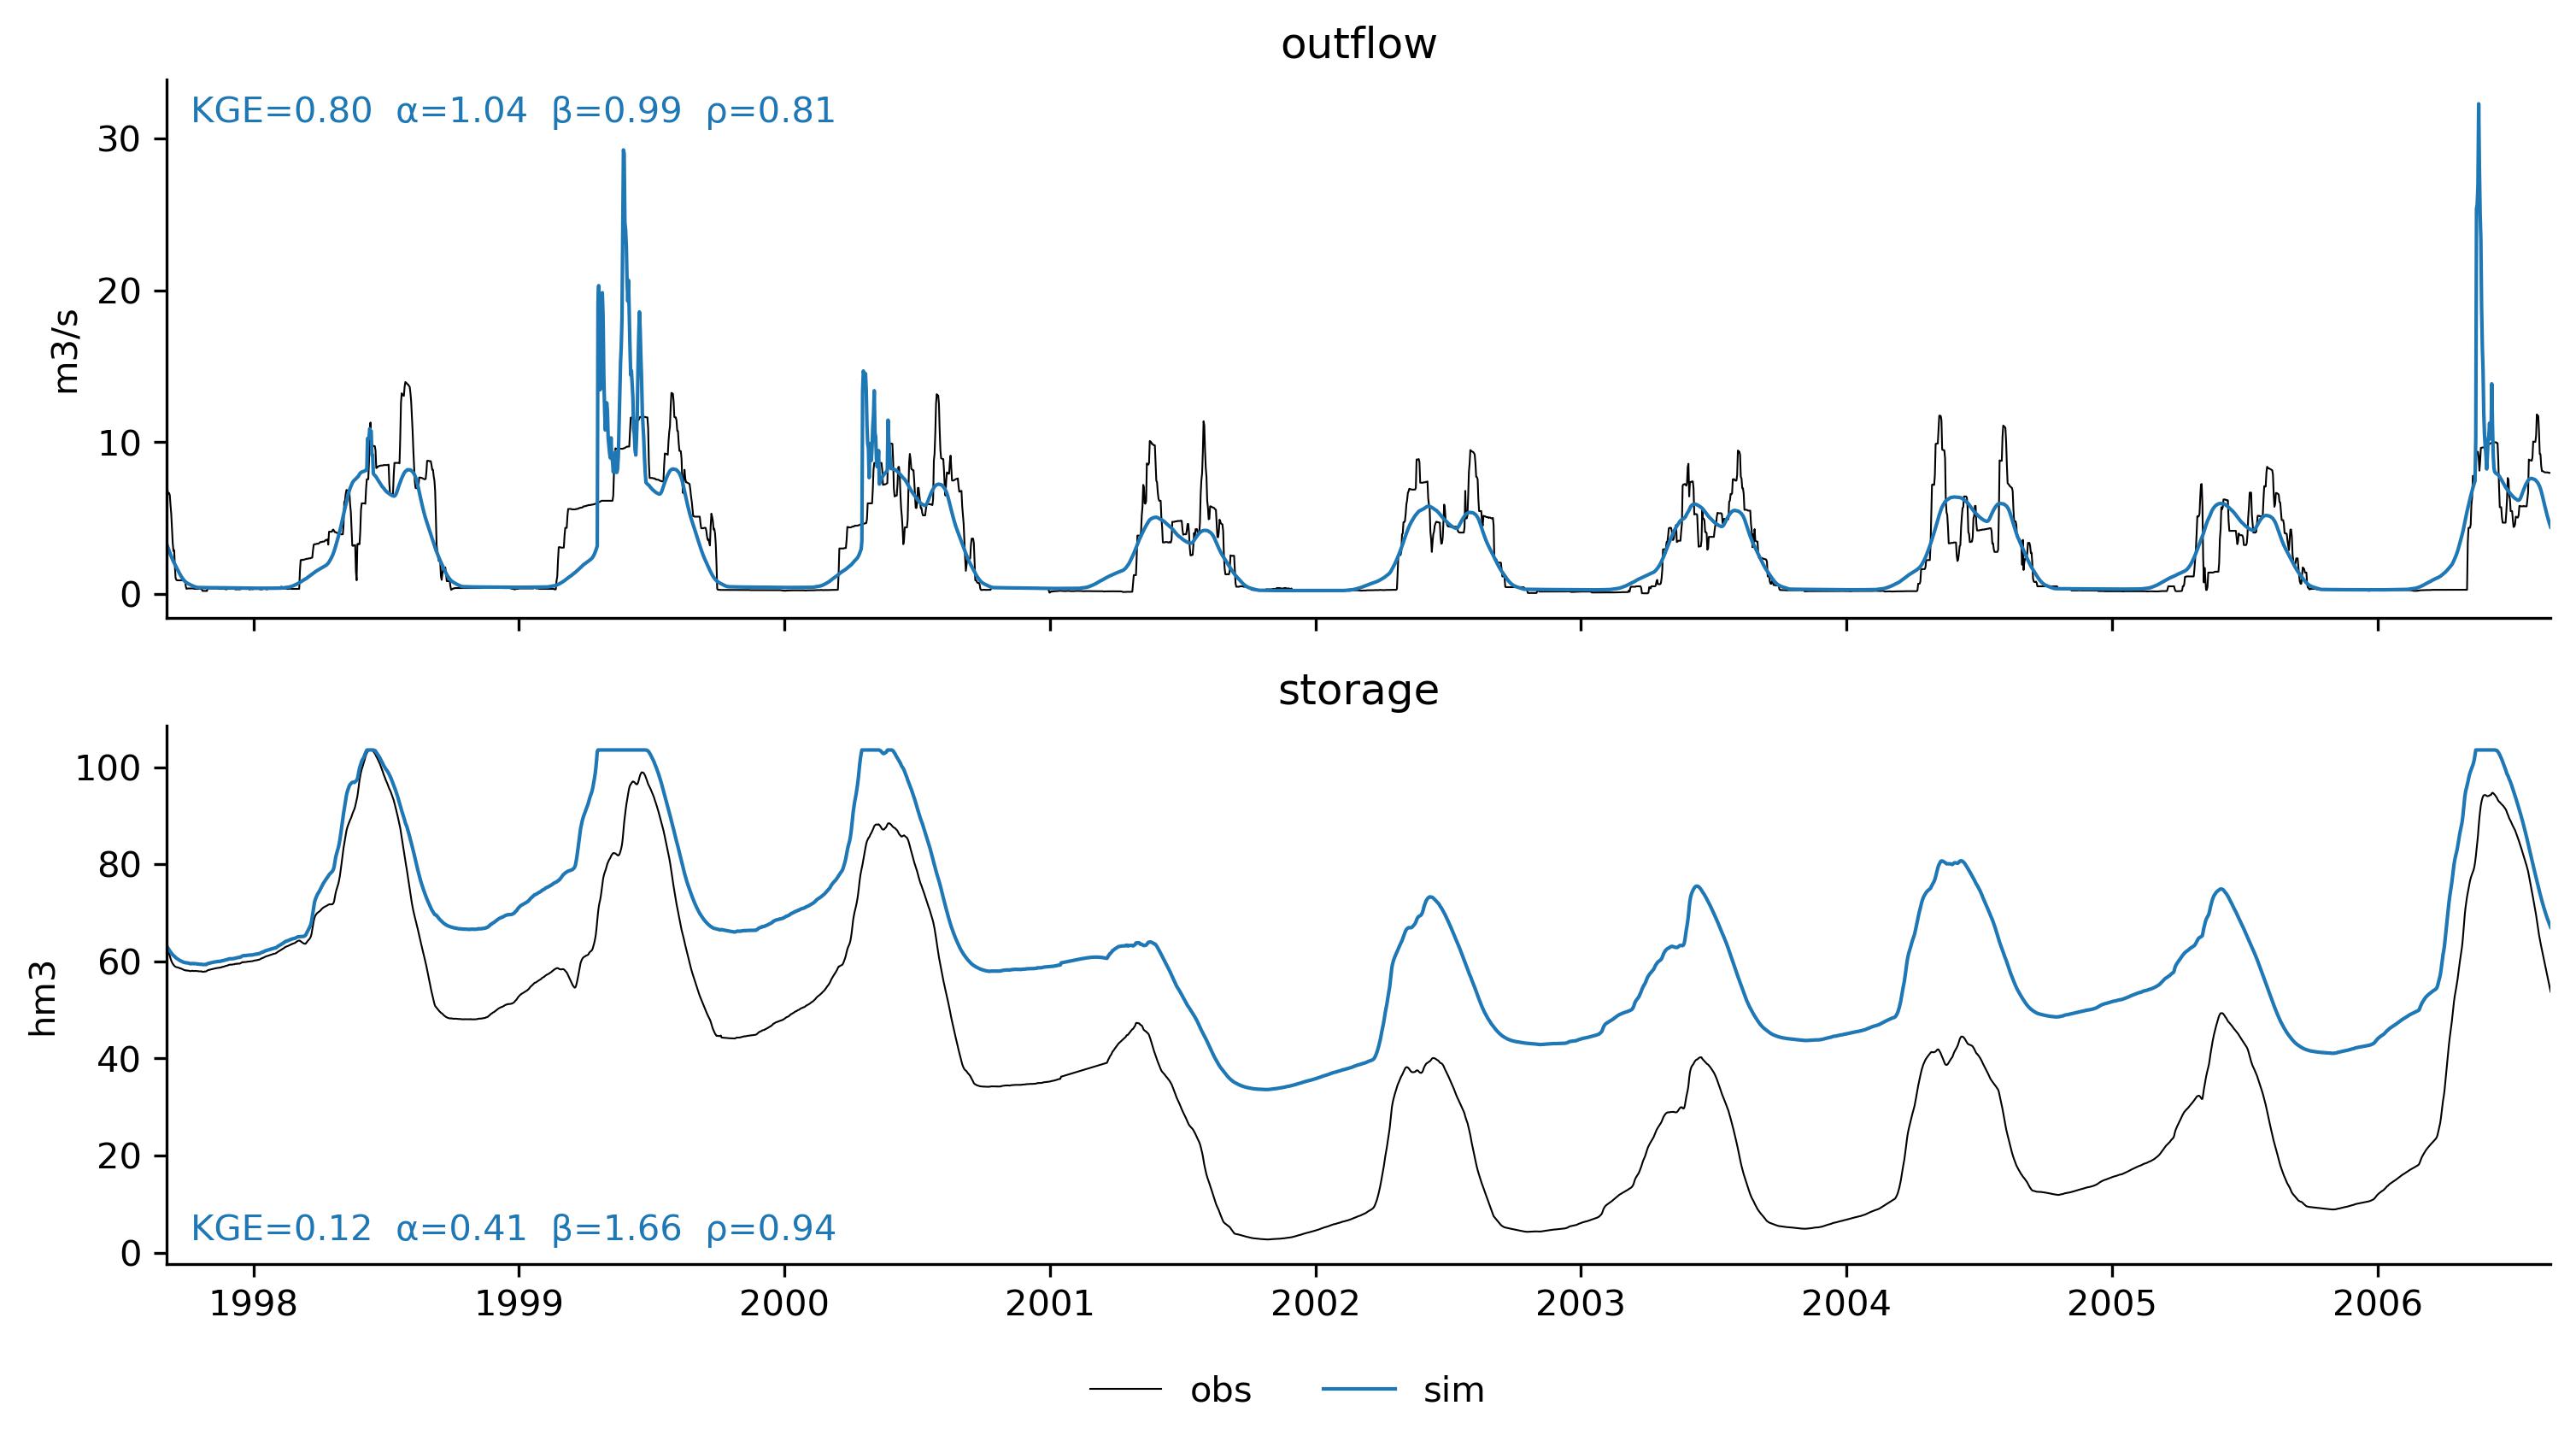 outflow
KGE=0.80 α=1.04 β=0.99 ρ=0.81
30
20
10
0
m3/s
storage
100
80
60
40
20
0
hm3
KGE=0.12 α=0.41 β=1.66 ρ=0.94
1998 1999 2000 2001 2002 2003 2004 2005 2006
obs sim